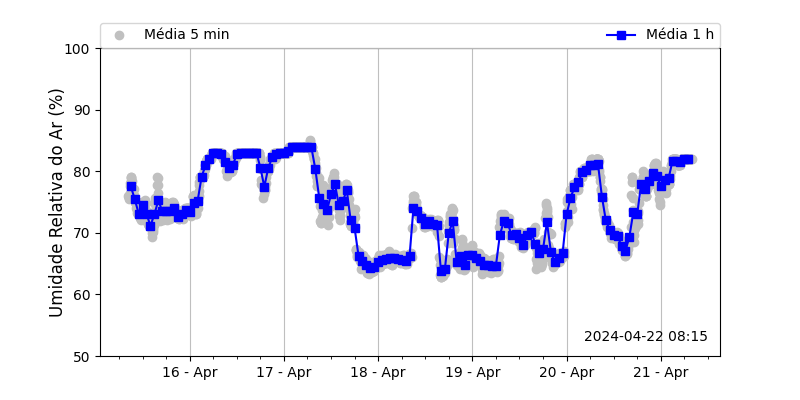 Média 5 min
Média 1 h
100
90
80
70
60
50
Umidade Relativa do Ar (%)
2024-04-22 08:15
16 - Apr
17 - Apr
18 - Apr
19 - Apr
20 - Apr
21 - Apr